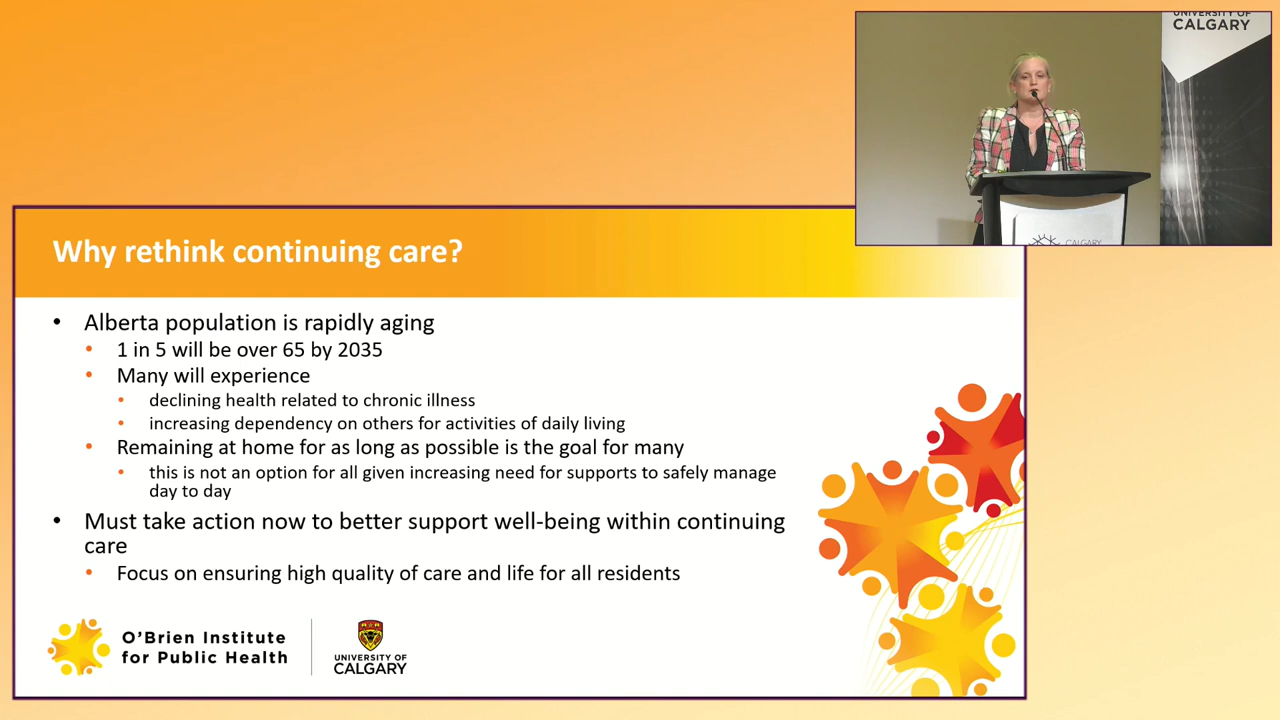 UNIVERSITY OF
CALGARY
Why rethink continuing care?
• Alberta population is rapidly aging
• 1 in 5 will be over 65 by 2035
• Many will experience
• declining health related to chronic illness
• increasing dependency on others for activities of daily living
• Remaining at home for as long as possible is the goal for many
• this is not an option for all given increasing need for supports to safely manage
day to day
• Must take action now to better support well-being within continuing
care
• Focus on ensuring high quality of care and life for all residents
O'Brien Institute
for Public Health
UNIVERSITY OF
CALGARY
CALGARY